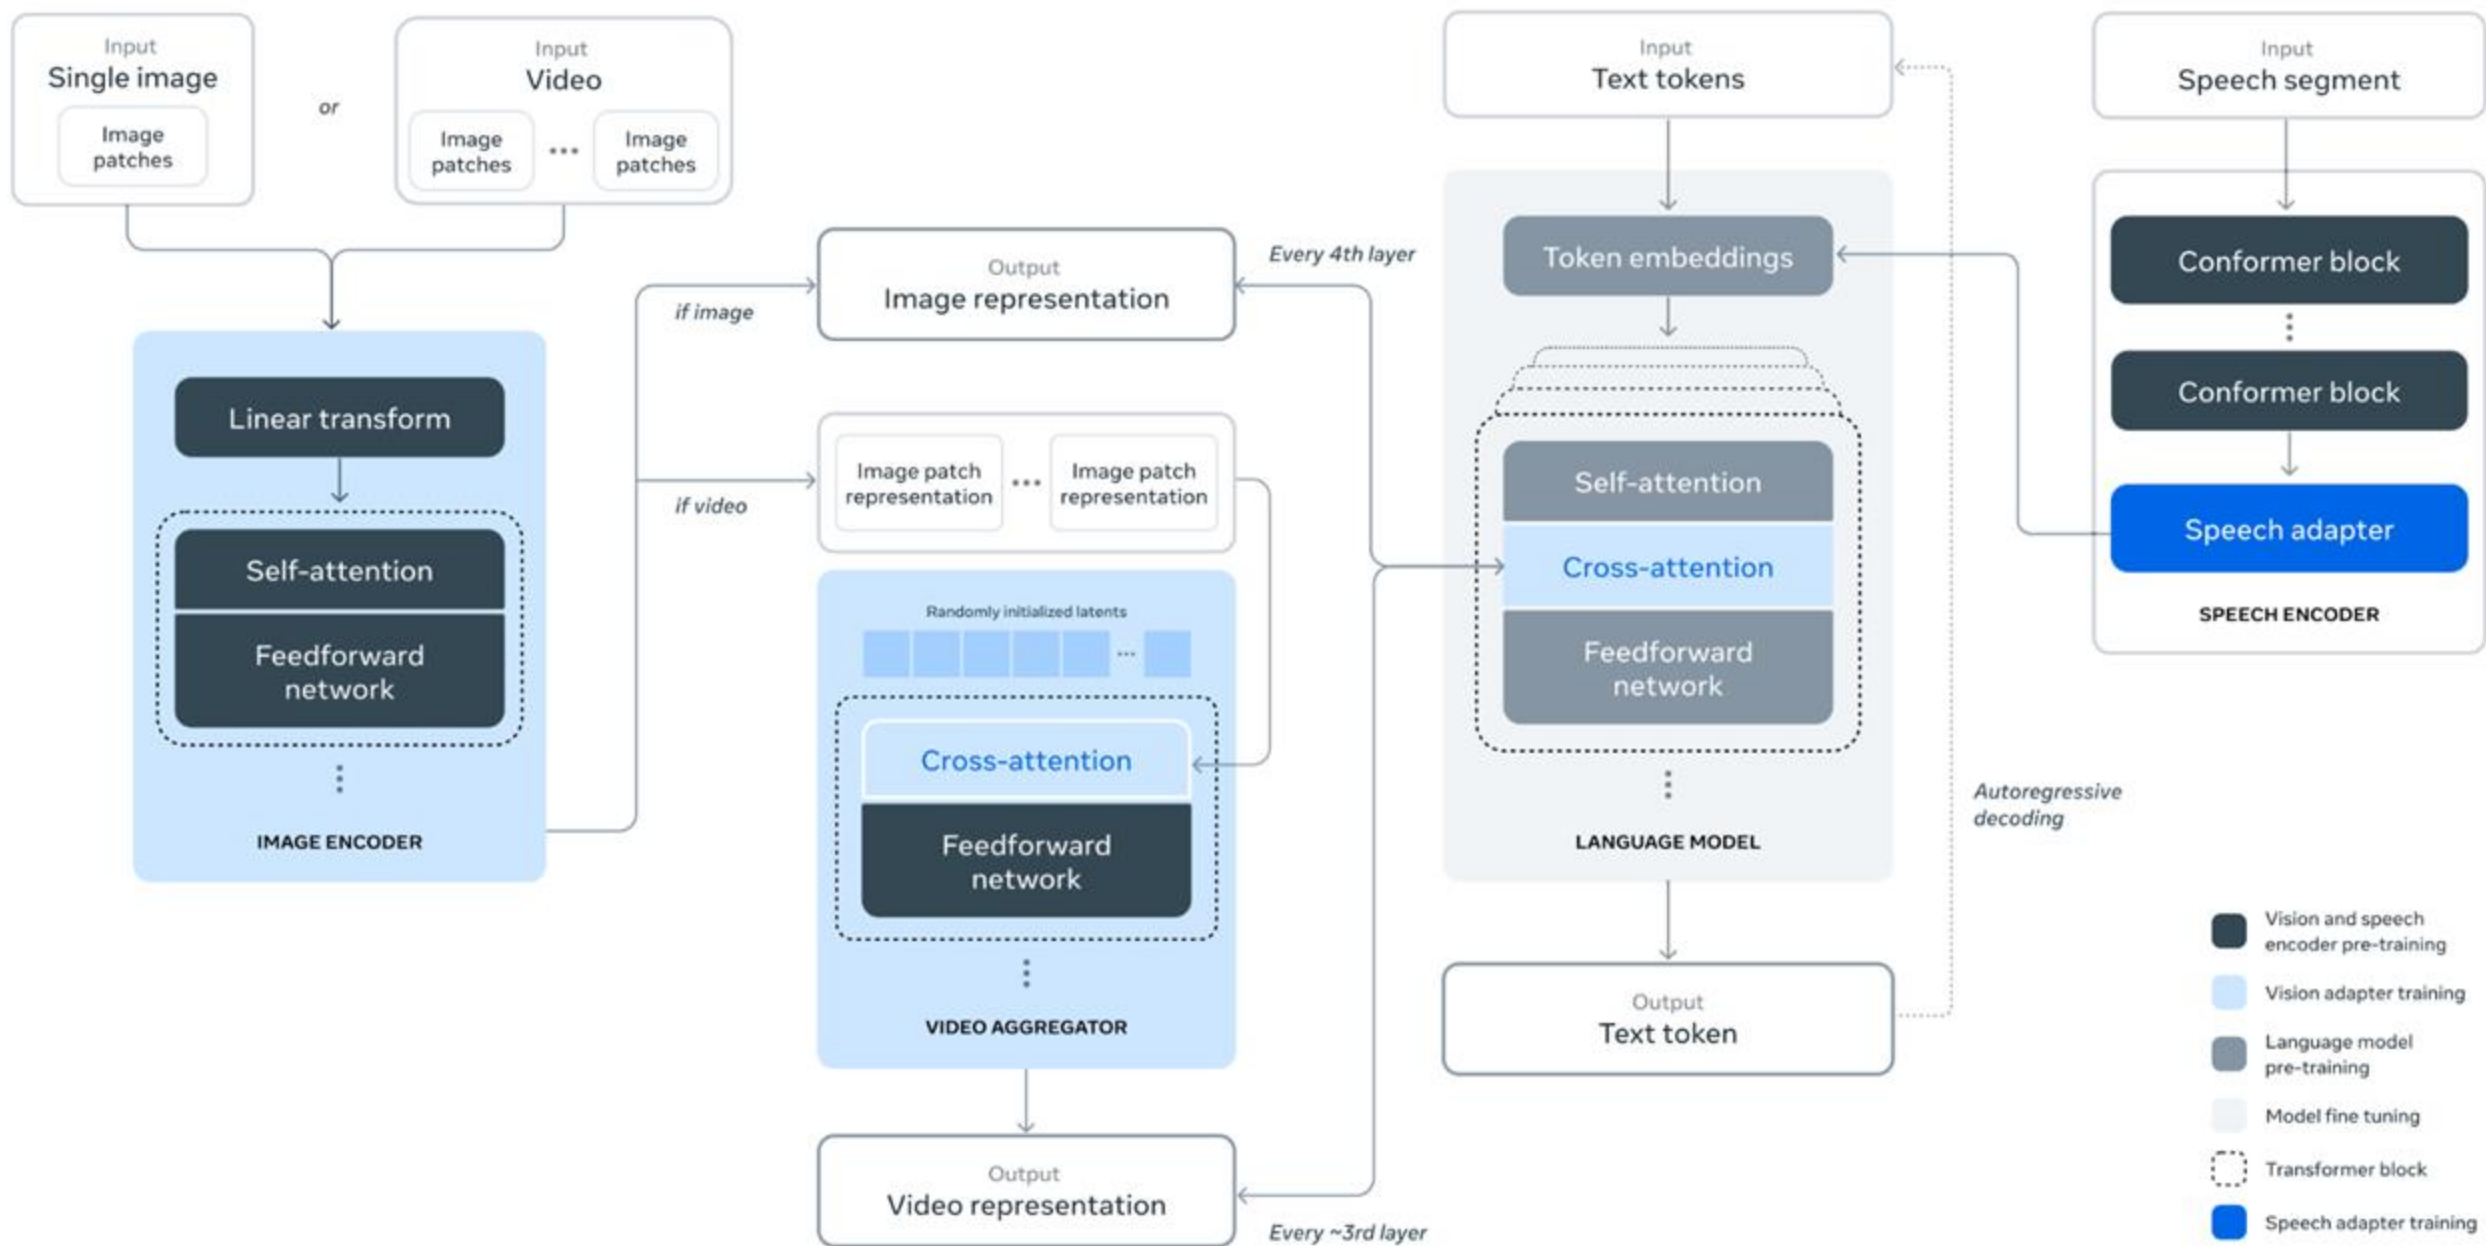 Input
Single image
Image
patches
or
Input
Video
Image
patches
•••
Image
patches
Linear transform
Self-attention
Feedforward
network
IMAGE ENCODER
if image
if video
Output
Image representation
Image patch
representation
•••
Image patch
representation
Randomly initialized latents
...
Cross-attention
Feedforward
network
VIDEO AGGREGATOR
Output
Video representation
Every 4th layer
Every ~3rd layer
Input
Text tokens
Token embeddings
Self-attention
Cross-attention
Feedforward
network
LANGUAGE MODEL
Output
Text token
Autoregressive
decoding
Input
Speech segment
Conformer block
Conformer block
Speech adapter
SPEECH ENCODER
Vision and speech
encoder pre-training
Vision adapter training
Language model
pre-training
Model fine tuning
Transformer block
Speech adapter training